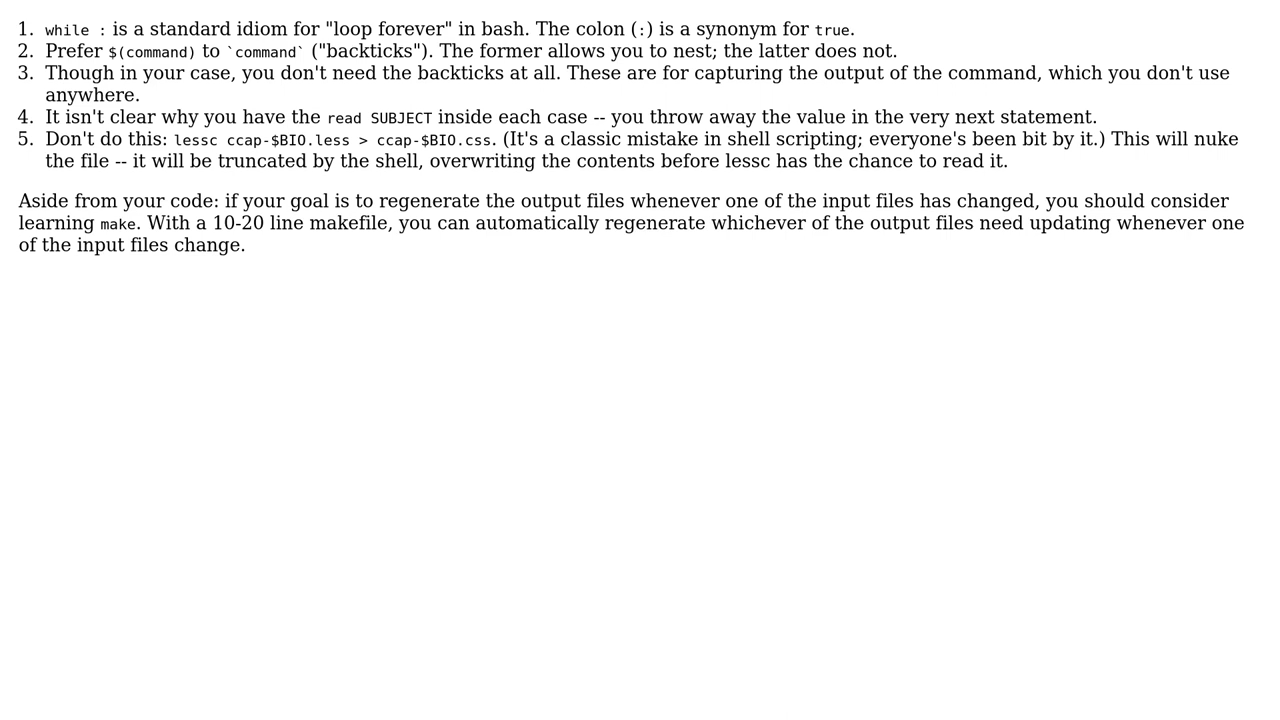 1. while : is a standard idiom for "loop forever" in bash. The colon (:) is a synonym for true.
2. Prefer $(command) to `command` ("backticks"). The former allows you to nest; the latter does not.
3. Though in your case, you don't need the backticks at all. These are for capturing the output of the command, which you don't use
anywhere.
4. It isn't clear why you have the read SUBJECT inside each case -- you throw away the value in the very next statement.
5. Don't do this: lessc ccap-$BIO.less > ccap-$BIO.css. (It's a classic mistake in shell scripting; everyone's been bit by it.) This will nuke
the file -- it will be truncated by the shell, overwriting the contents before lessc has the chance to read it.
Aside from your code: if your goal is to regenerate the output files whenever one of the input files has changed, you should consider
learning make. With a 10-20 line makefile, you can automatically regenerate whichever of the output files need updating whenever one
of the input files change.